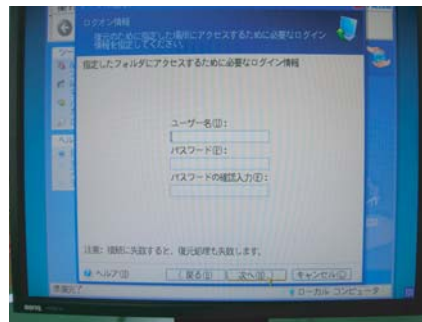 ログオン情報
復元のために指定した場所にアクセスするために必要なログイン
情報を指定してください。
指定したフォルダにアクセスするために必要なログイン情報
ユーザー名(U):
パスワード(P):
パスワードの確認入力(E):
注意: 接続に失敗すると、復元処理も失敗します。
ヘルプ(H)
< 戻る(B)
次へ(N) >
キャンセル(C)
準備完了
ローカル コンピュータ
BenQ